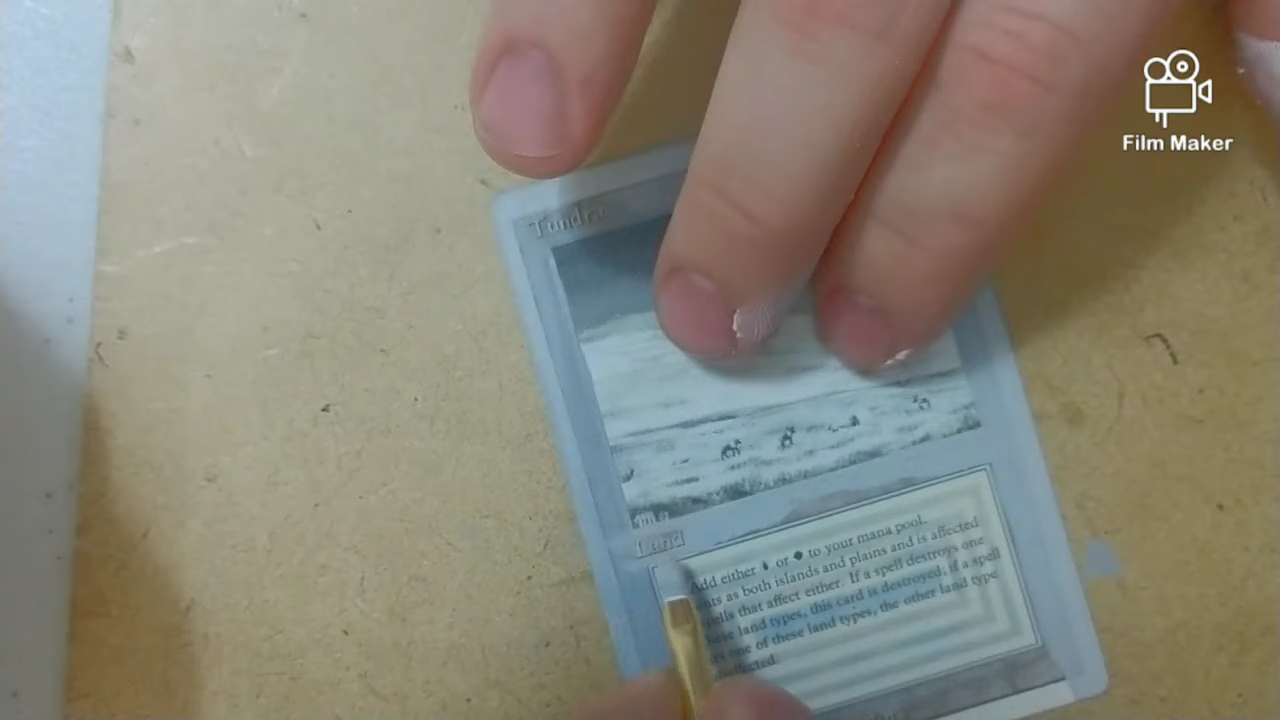 Film Maker
Tundra
Land
Add either or to your mana pool.
as both islands and plains and is affected
spells that affect either. If a spell destroys one
these land types, this card is destroyed; if a spell
one of these land types, the other land type